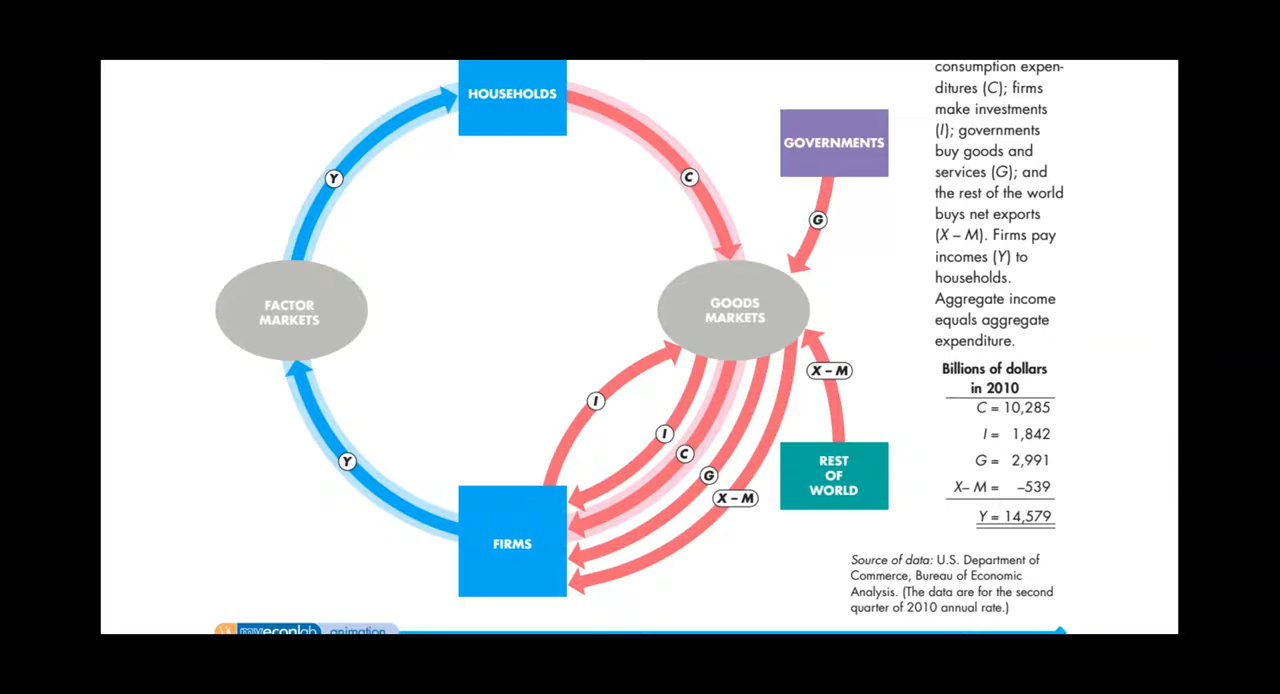 HOUSEHOLDS
GOVERNMENTS
Y
C
G
FACTOR
MARKETS
GOODS
MARKETS
X – M
I
I
C
G
X – M
Y
REST
OF
WORLD
FIRMS
consumption expen-
ditures (C); firms
make investments
(I); governments
buy goods and
services (G); and
the rest of the world
buys net exports
(X – M). Firms pay
incomes (Y) to
households.
Aggregate income
equals aggregate
expenditure.
Billions of dollars
in 2010
C = 10,285
I = 1,842
G = 2,991
X– M = –539
Y = 14,579
Source of data: U.S. Department of
Commerce, Bureau of Economic
Analysis. (The data are for the second
quarter of 2010 annual rate.)
myeconlab animation